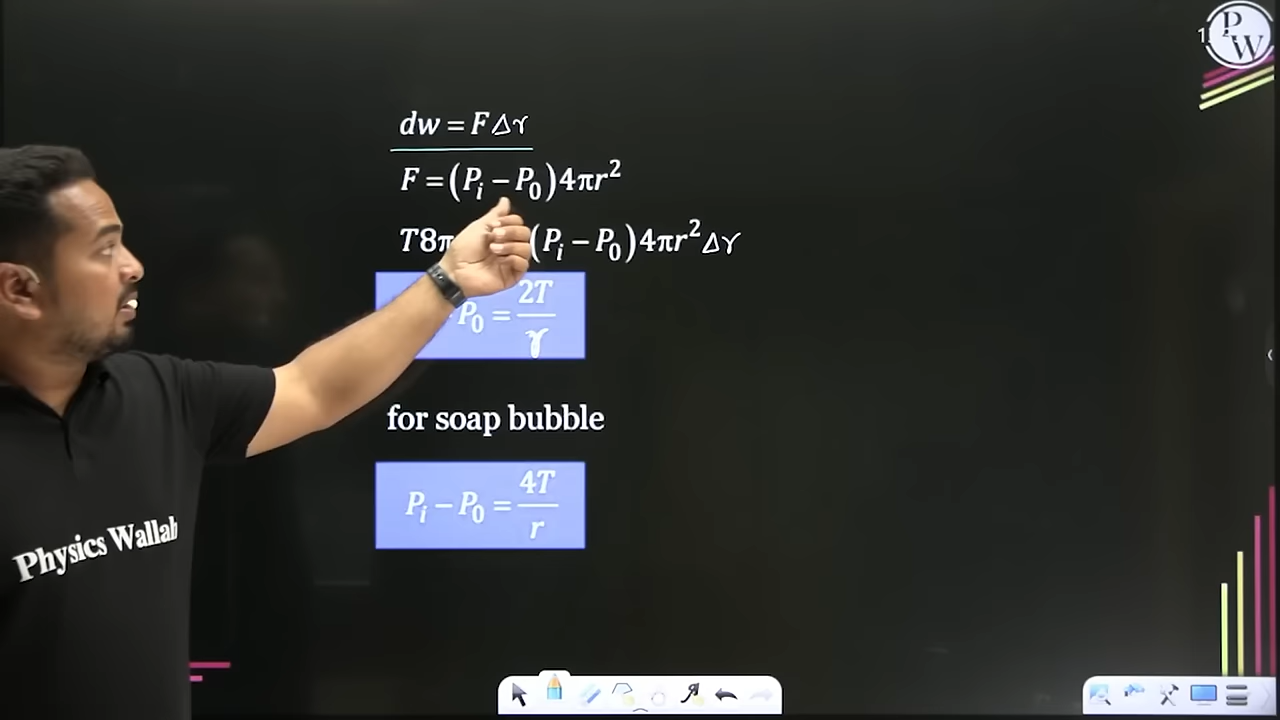 dw = FΔr
F = (Pᵢ − P₀)4πr²
T8π (Pᵢ − P₀)4πr²Δr
P₀ = 2T/r
for soap bubble
Pᵢ − P₀ = 4T/r
Physics Wallah
PW